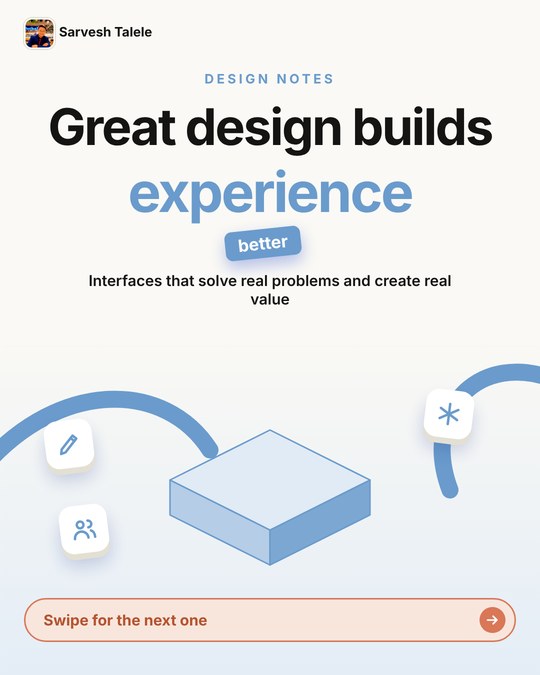 Sarvesh Talele
DESIGN NOTES
Great design builds
experience
better
Interfaces that solve real problems and create real
value
Swipe for the next one